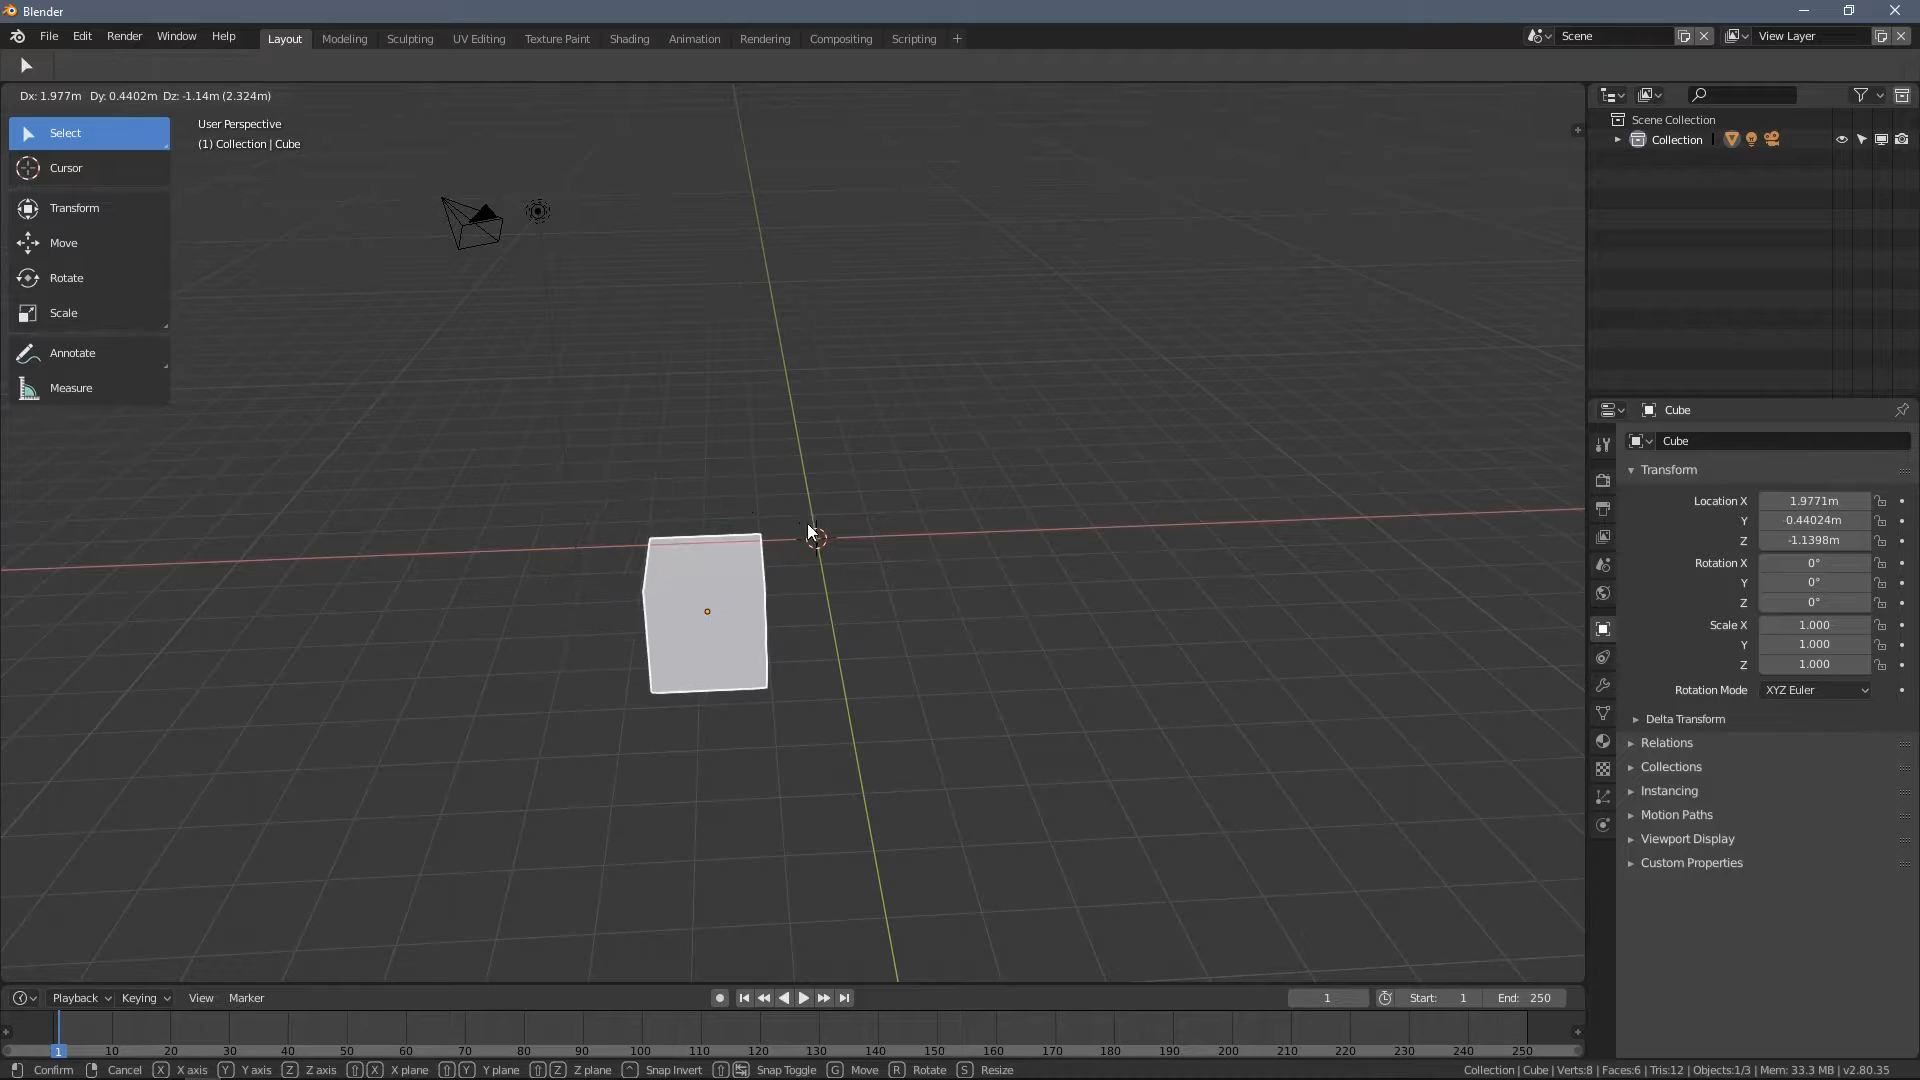 Blender
File Edit Render Window Help Layout Modeling Sculpting UV Editing Texture Paint Shading Animation Rendering Compositing Scripting + Scene View Layer
Dx: 1.977m Dy: 0.4402m Dz: -1.14m (2.324m)
User Perspective
(1) Collection | Cube
Select
Cursor
Transform
Move
Rotate
Scale
Annotate
Measure
Scene Collection
Collection
Cube
Cube
Transform
Location X 1.9771m
Y 0.44024m
Z -1.1398m
Rotation X 0°
Y 0°
Z 0°
Scale X 1.000
Y 1.000
Z 1.000
Rotation Mode XYZ Euler
Delta Transform
Relations
Collections
Instancing
Motion Paths
Viewport Display
Custom Properties
Playback Keying View Marker 1 Start: 1 End: 250
1 10 20 30 40 50 60 70 80 90 100 110 120 130 140 150 160 170 180 190 200 210 220 230 240 250
Confirm Cancel X X axis Y Y axis Z Z axis X X plane Y Y plane Z Z plane ^ Snap Invert Snap Toggle G Move R Rotate S Resize Collection | Cube | Verts:8 | Faces:6 | Tris:12 | Objects:1/3 | Mem: 33.3 MB | v2.80.35